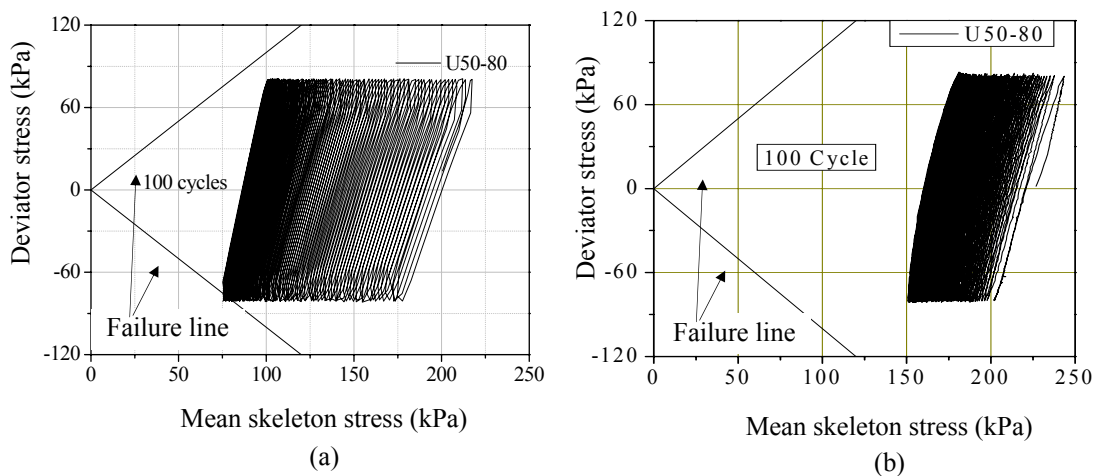 120
60
0
-60
-120
Deviator stress (kPa)
U50-80
100 cycles
Failure line
0
50
100
150
200
250
Mean skeleton stress (kPa)
(a)
120
60
0
-60
-120
Deviator stress (kPa)
U50-80
100 Cycle
Failure line
0
50
100
150
200
250
Mean skeleton stress (kPa)
(b)